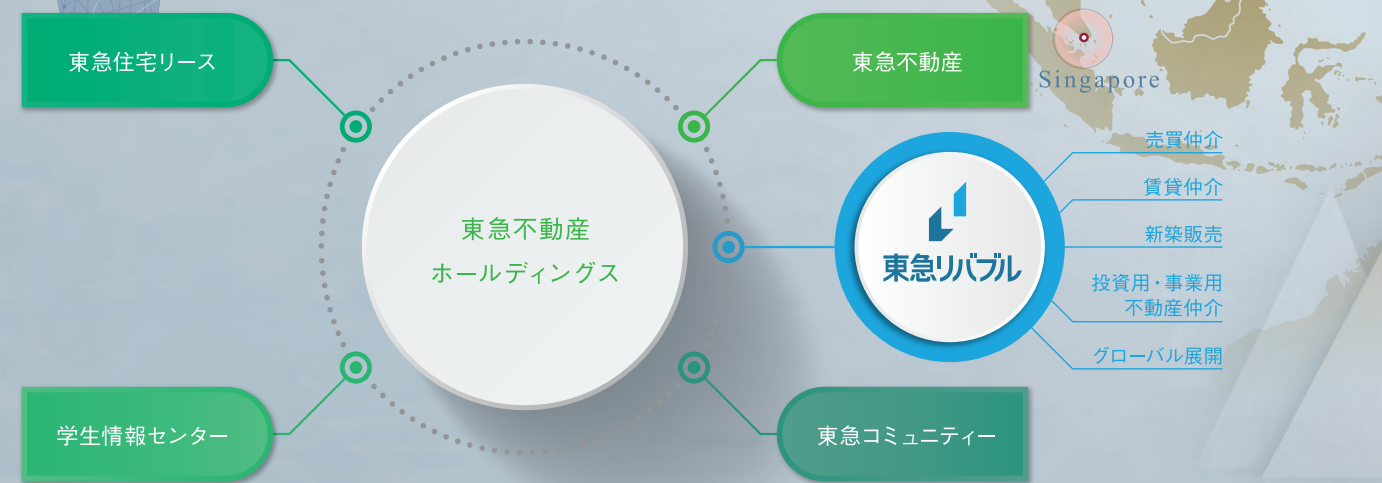 東急住宅リース
東急不動産
Singapore
東急不動産
ホールディングス
東急リバブル
売買仲介
賃貸仲介
新築販売
投資用・事業用
不動産仲介
グローバル展開
学生情報センター
東急コミュニティー